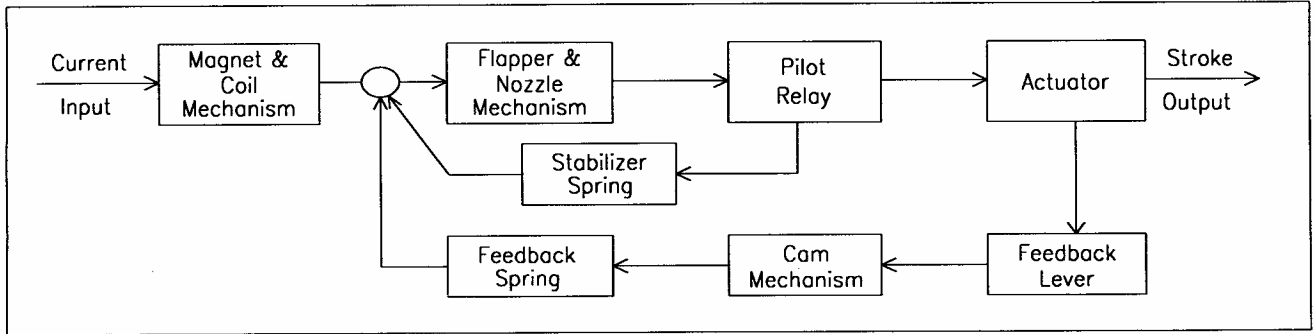 Current
Input
Magnet &
Coil
Mechanism
Flapper &
Nozzle
Mechanism
Pilot
Relay
Actuator
Stroke
Output
Stabilizer
Spring
Feedback
Spring
Cam
Mechanism
Feedback
Lever